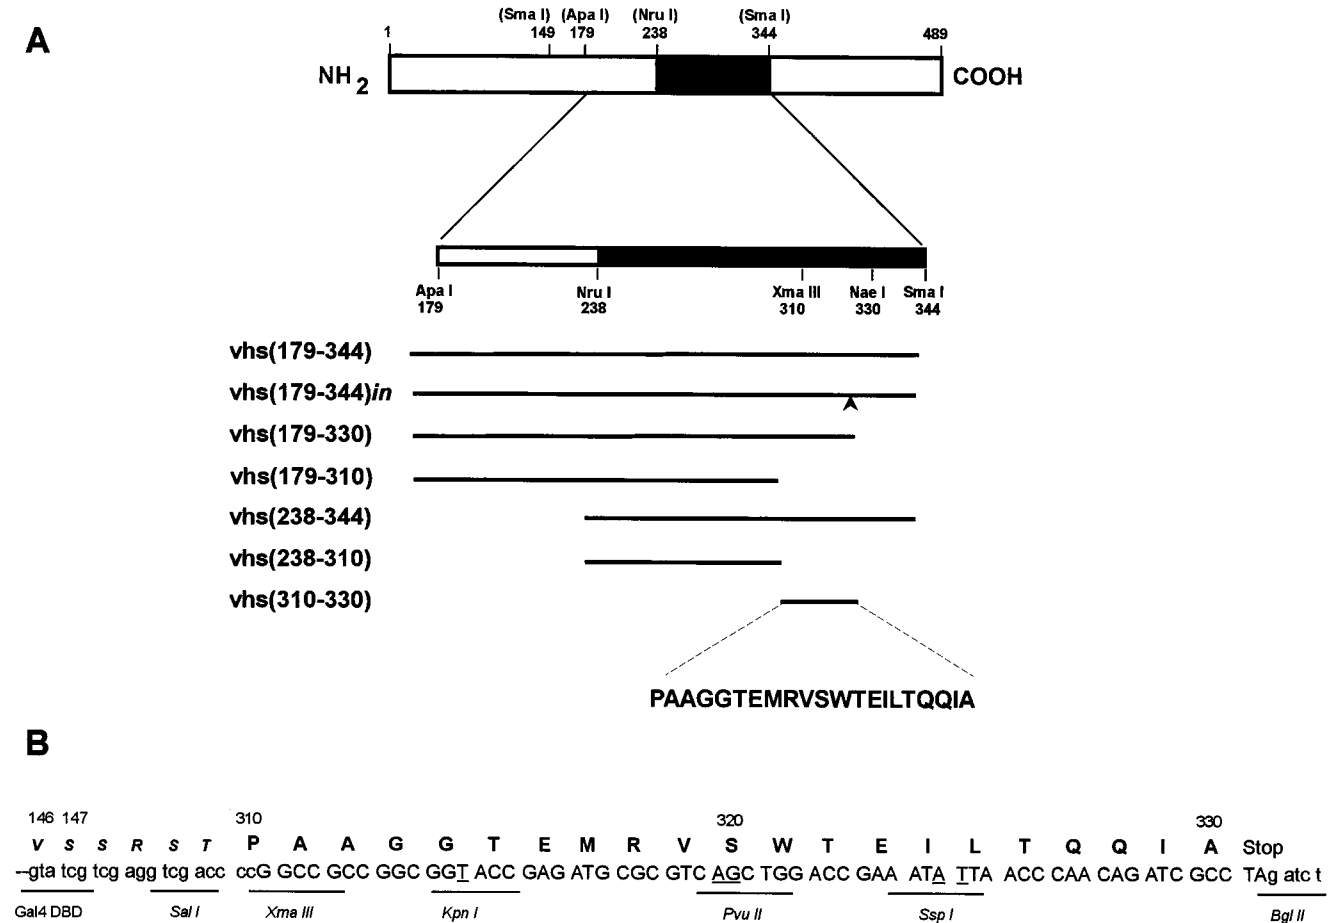 A
(Sma I) (Apa I) (Nru I) (Sma I)
1 149 179 238 344 489
NH2 COOH
Apa I Nru I Xma III Nae I Sma I
179 238 310 330 344
vhs(179-344)
vhs(179-344)in
vhs(179-330)
vhs(179-310)
vhs(238-344)
vhs(238-310)
vhs(310-330)
PAAGGTEMRVSWTEILTQQIA
B
146 147 310 320 330
V S S R S T P A A G G T E M R V S W T E I L T Q Q I A Stop
--gta tcg tcg agg tcg acc ccG GCC GCC GGC GGT ACC GAG ATG CGC GTC AGC TGG ACC GAA ATA TTA ACC CAA CAG ATC GCC TAg atc t
Gal4 DBD Sal I Xma III Kpn I Pvu II Ssp I Bgl II